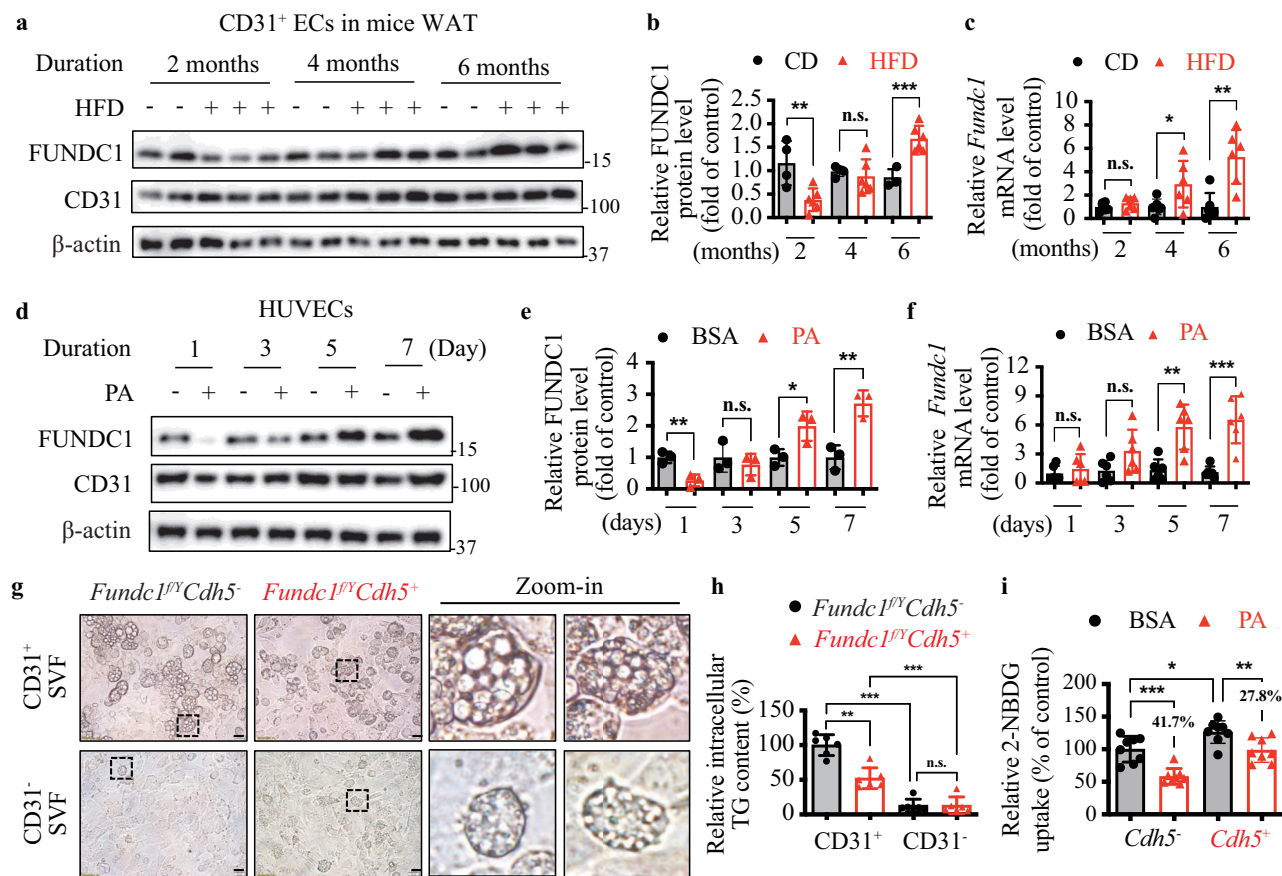 a
CD31⁺ ECs in mice WAT
Duration
2 months 4 months 6 months
HFD - - + + + - - + + + - - + + +
FUNDC1 -15
CD31 -100
β-actin -37
b
CD HFD
Relative FUNDC1
protein level
(fold of control)
2.5
2.0
1.5
1.0
0.5
0.0
** n.s. ***
(months) 2 4 6
c
CD HFD
Relative Fundc1
mRNA level
(fold of control)
10
8
6
4
2
0
n.s. * **
(months) 2 4 6
d
HUVECs
Duration 1 3 5 7 (Day)
PA - + - + - + - +
FUNDC1 -15
CD31 -100
β-actin -37
e
BSA PA
Relative FUNDC1
protein level
(fold of control)
4
3
2
1
0
** n.s. * **
(days) 1 3 5 7
f
BSA PA
Relative Fundc1
mRNA level
(fold of control)
12
9
6
3
0
n.s. n.s. ** ***
(days) 1 3 5 7
g
Fundc1f/YCdh5- Fundc1f/YCdh5+ Zoom-in
CD31⁺
SVF
CD31⁻
SVF
h
Fundc1f/YCdh5-
Fundc1f/YCdh5+
Relative intracellular
TG content (%)
150
100
50
0
***
***
**
n.s.
CD31⁺ CD31⁻
i
BSA PA
Relative 2-NBDG
uptake (% of control)
200
150
100
50
0
* **
*** 27.8%
41.7%
Cdh5- Cdh5+